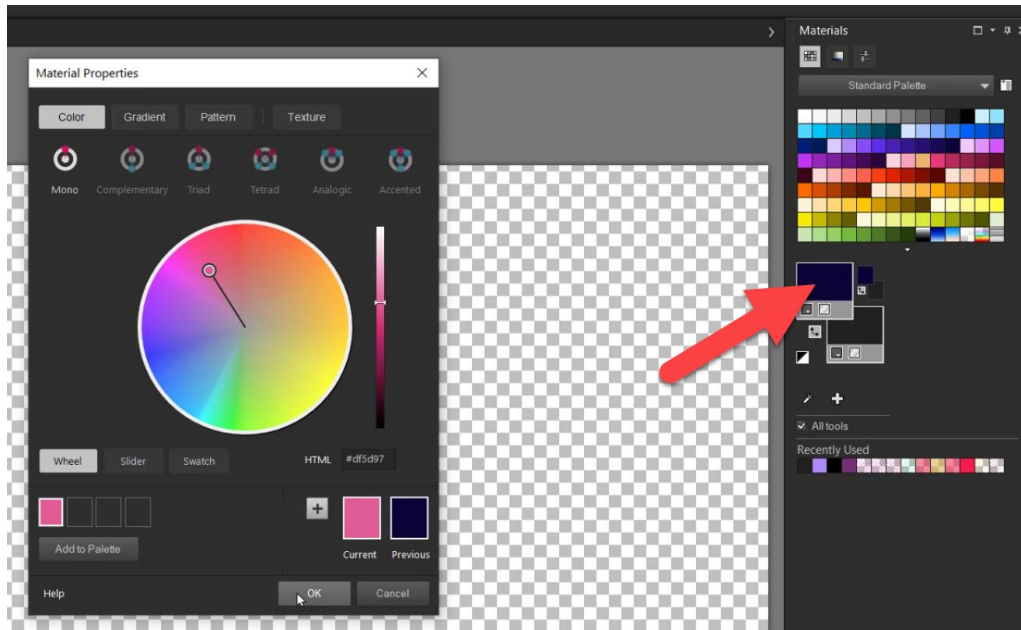 Materials
Standard Palette
Material Properties
Color Gradient Pattern Texture
Mono Complementary Triad Tetrad Analogic Accented
Wheel Slider Swatch HTML #df5d97
Add to Palette
Current Previous
Help OK Cancel
All tools
Recently Used